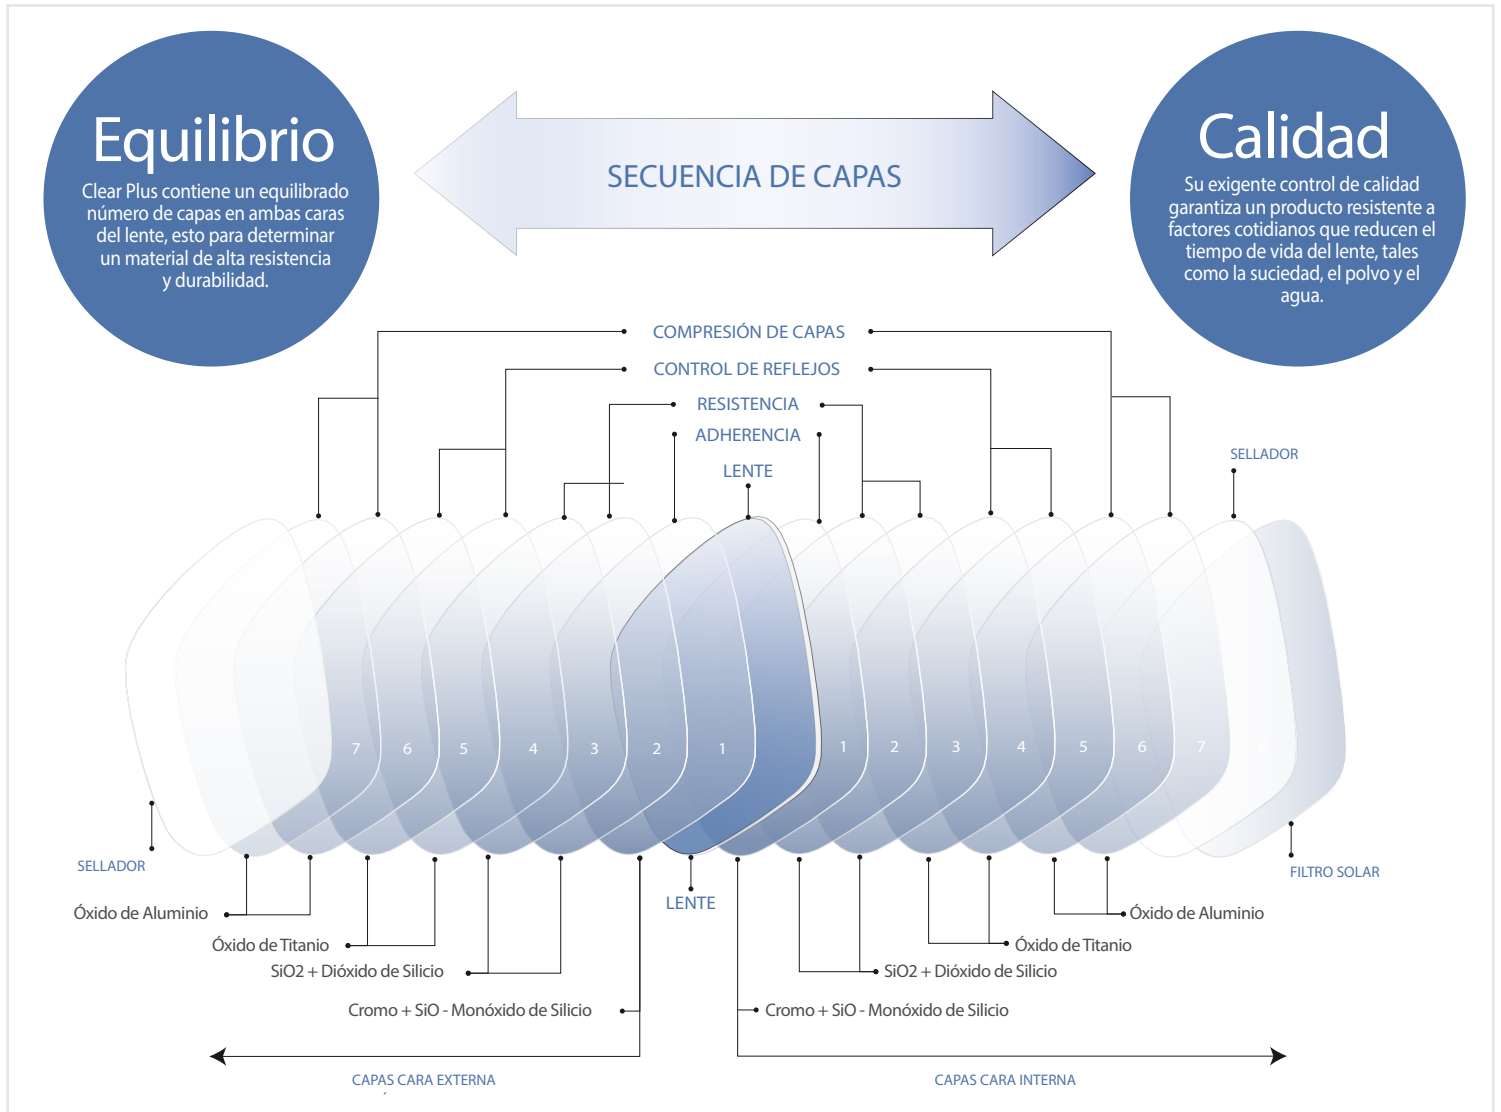 Equilibrio
Clear Plus contiene un equilibrado
número de capas en ambas caras
del lente, esto para determinar
un material de alta resistencia
y durabilidad.
SECUENCIA DE CAPAS
Calidad
Su exigente control de calidad
garantiza un producto resistente a
factores cotidianos que reducen el
tiempo de vida del lente, tales
como la suciedad, el polvo y el
agua.
COMPRESIÓN DE CAPAS
CONTROL DE REFLEJOS
RESISTENCIA
ADHERENCIA
LENTE
SELLADOR
7 6 5 4 3 2 1 1 2 3 4 5 6 7 8
SELLADOR
FILTRO SOLAR
LENTE
Óxido de Aluminio
Óxido de Aluminio
Óxido de Titanio
Óxido de Titanio
SiO2 + Dióxido de Silicio
SiO2 + Dióxido de Silicio
Cromo + SiO - Monóxido de Silicio
Cromo + SiO - Monóxido de Silicio
CAPAS CARA EXTERNA
CAPAS CARA INTERNA